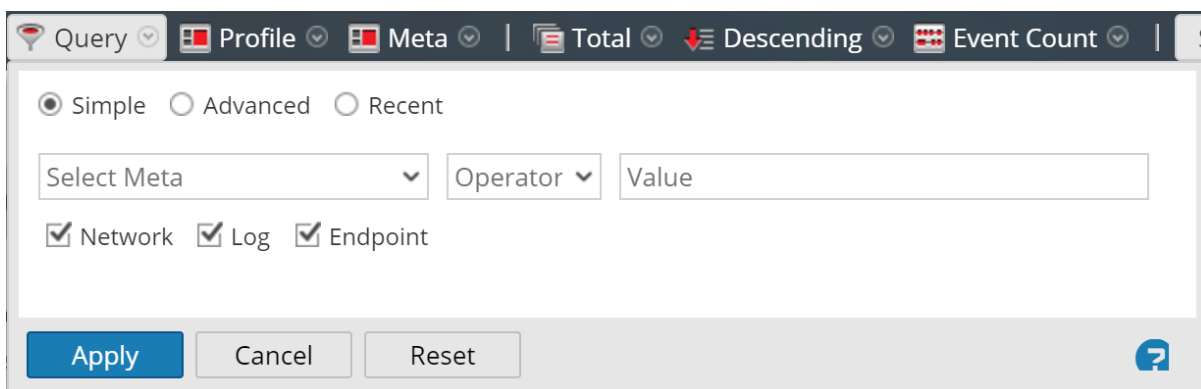 Query Profile Meta | Total Descending Event Count | S
Simple Advanced Recent
Select Meta Operator Value
Network Log Endpoint
Apply Cancel Reset ?